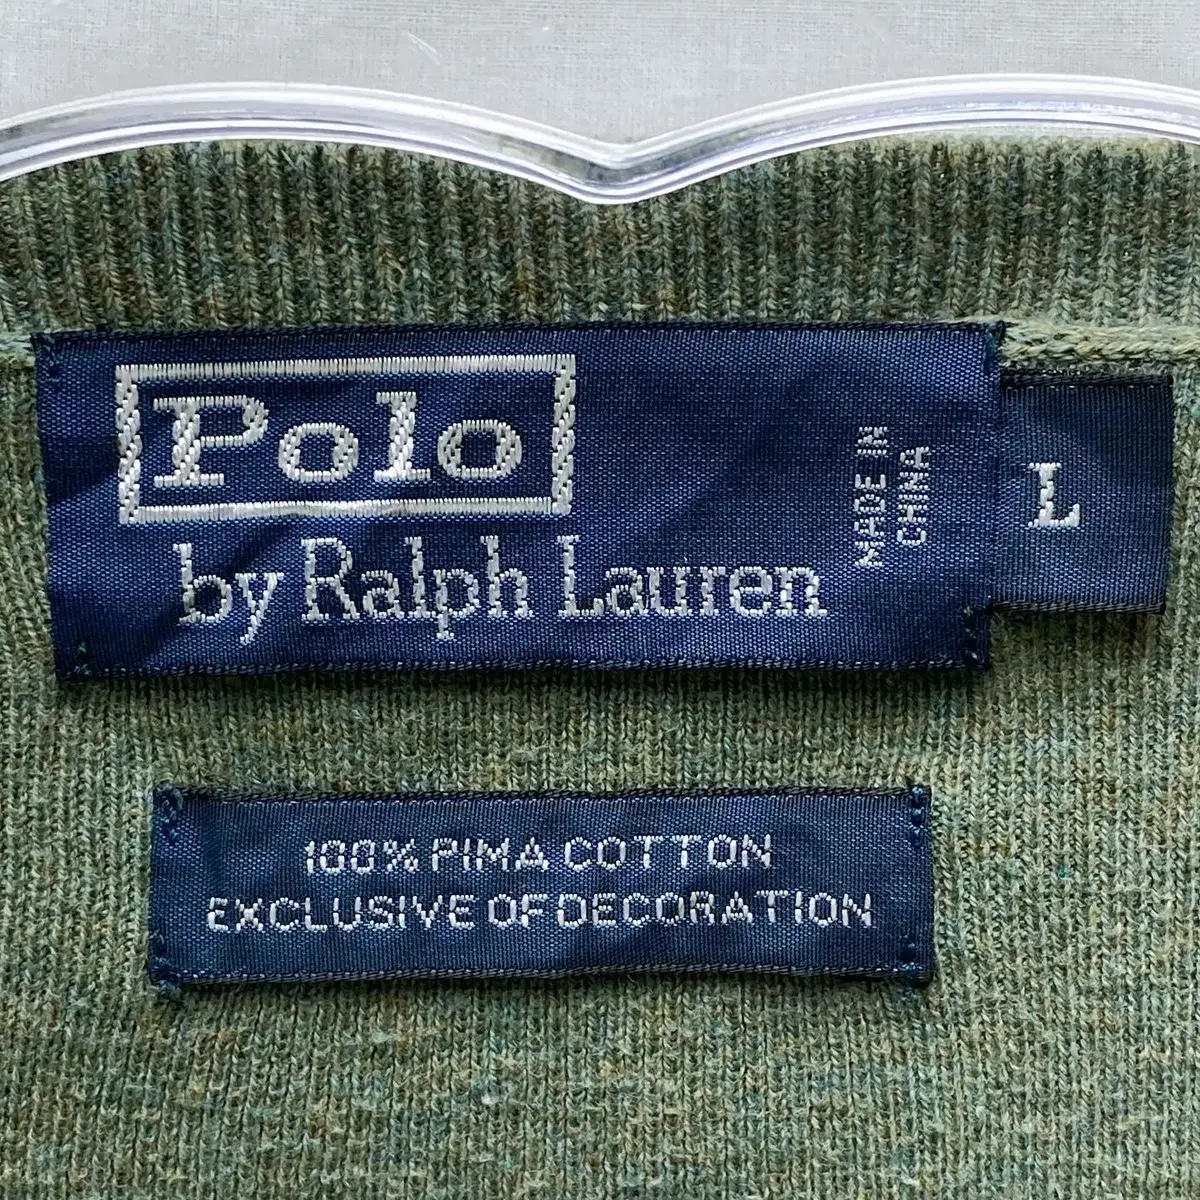 Polo
by Ralph Lauren
MADE IN
CHINA
L
100% PIMA COTTON
EXCLUSIVE OF DECORATION